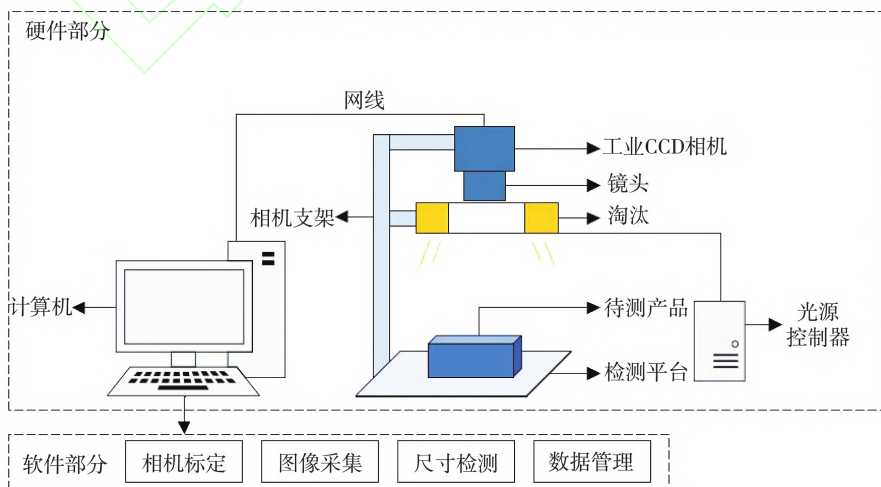 硬件部分
网线
工业CCD相机
镜头
相机支架
淘汰
计算机
待测产品
光源
控制器
检测平台
软件部分
相机标定
图像采集
尺寸检测
数据管理